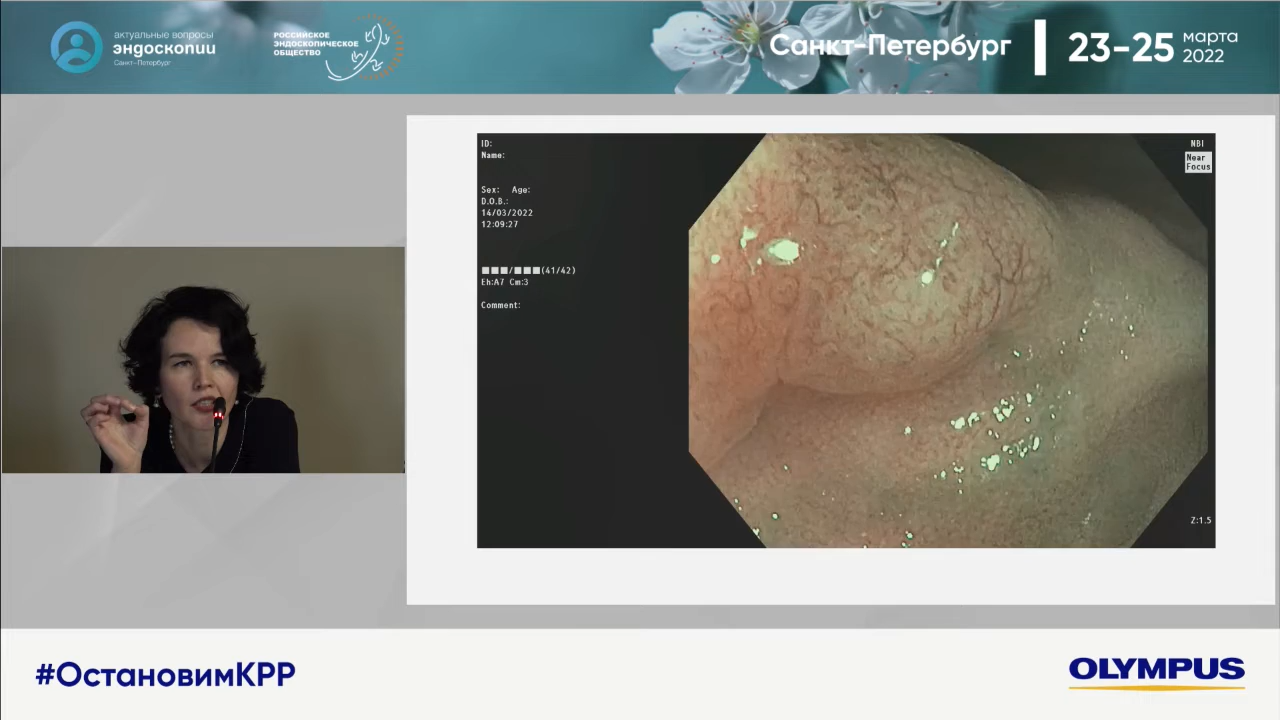 актуальные вопросы
эндоскопии
Санкт-Петербург
РОССИЙСКОЕ
ЭНДОСКОПИЧЕСКОЕ
ОБЩЕСТВО
Санкт-Петербург
23-25
марта
2022
ID:
Name:
Sex: Age:
D.O.B.:
14/03/2022
12:09:27
■■■/■■■(41/42)
Eh:A7 Cm:3
Comment:
NBI
Near
Focus
Z:1.5
#ОстановимКРР
OLYMPUS